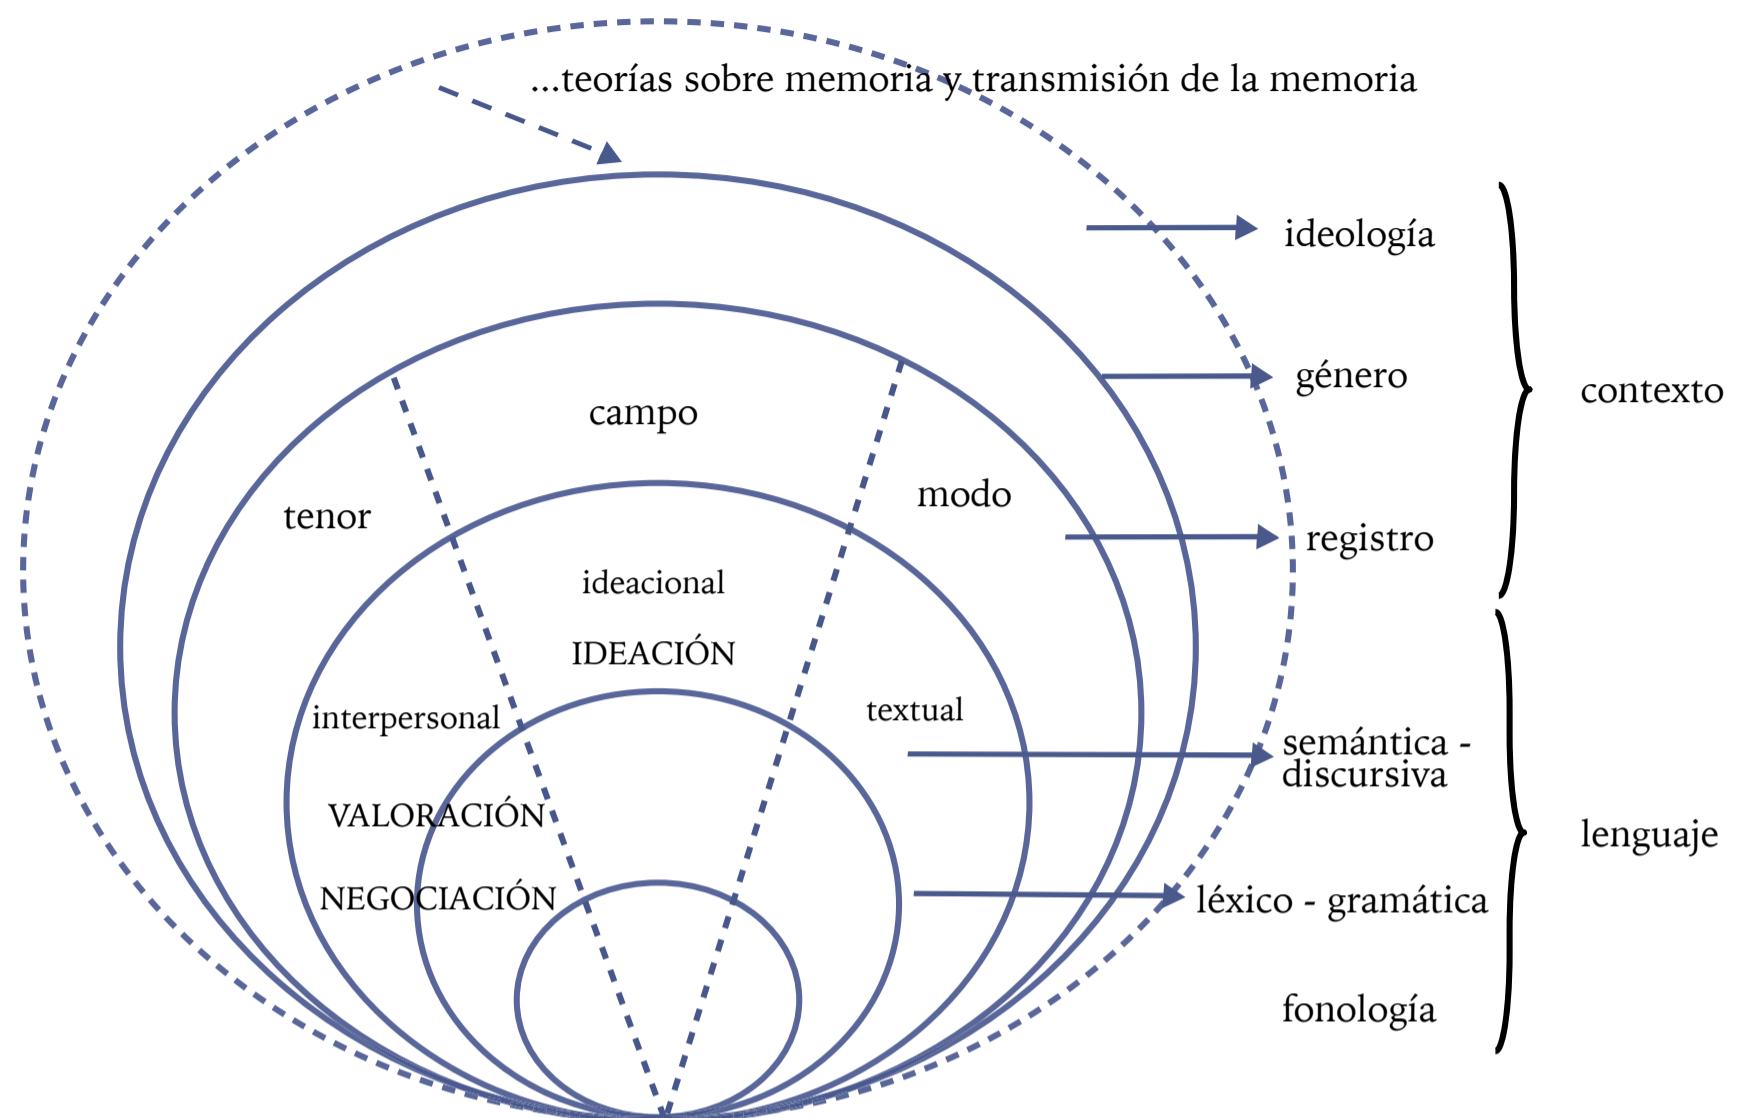 ...teorías sobre memoria y transmisión de la memoria
ideología
género
contexto
campo
modo
tenor
registro
ideacional
IDEACIÓN
interpersonal
textual
semántica -
discursiva
VALORACIÓN
lenguaje
NEGOCIACIÓN
léxico - gramática
fonología